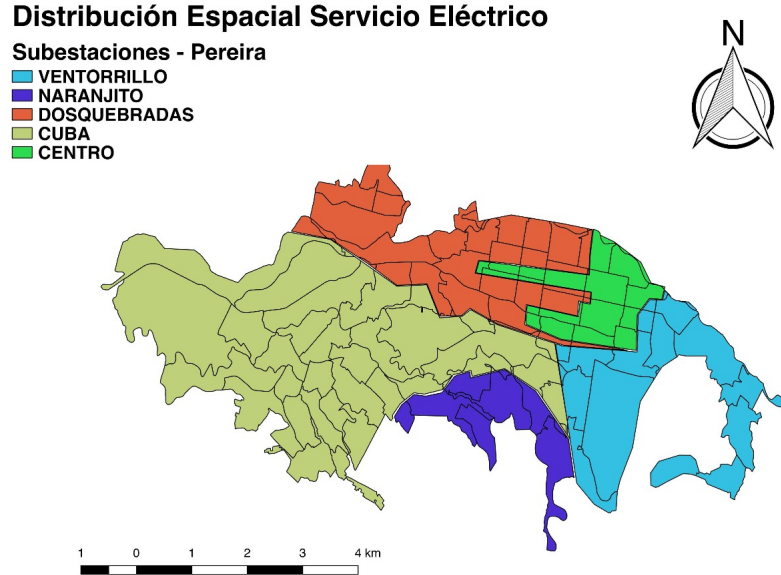 Distribución Espacial Servicio Eléctrico
Subestaciones - Pereira
VENTORRILLO
NARANJITO
DOSQUEBRADAS
CUBA
CENTRO
N
1 0 1 2 3 4 km